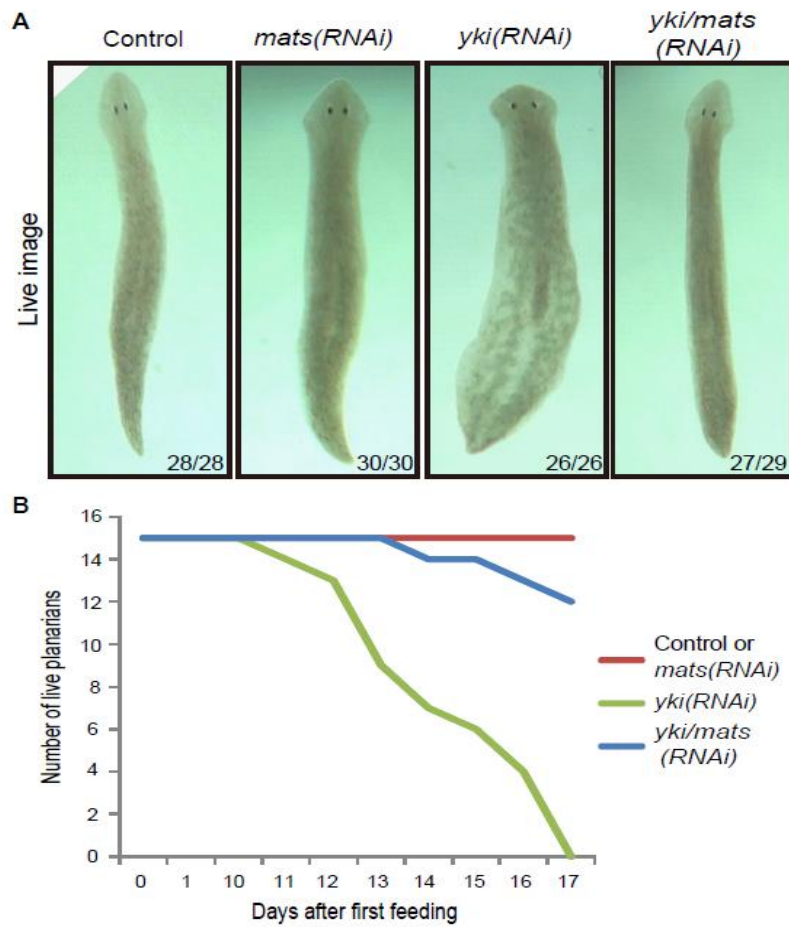 A
Control
mats(RNAi)
yki(RNAi)
yki/mats
(RNAi)
Live image
28/28
30/30
26/26
27/29
B
16
14
12
10
8
6
4
2
0
Number of live planarians
0 1 10 11 12 13 14 15 16 17
Days after first feeding
Control or
mats(RNAi)
yki(RNAi)
yki/mats
(RNAi)